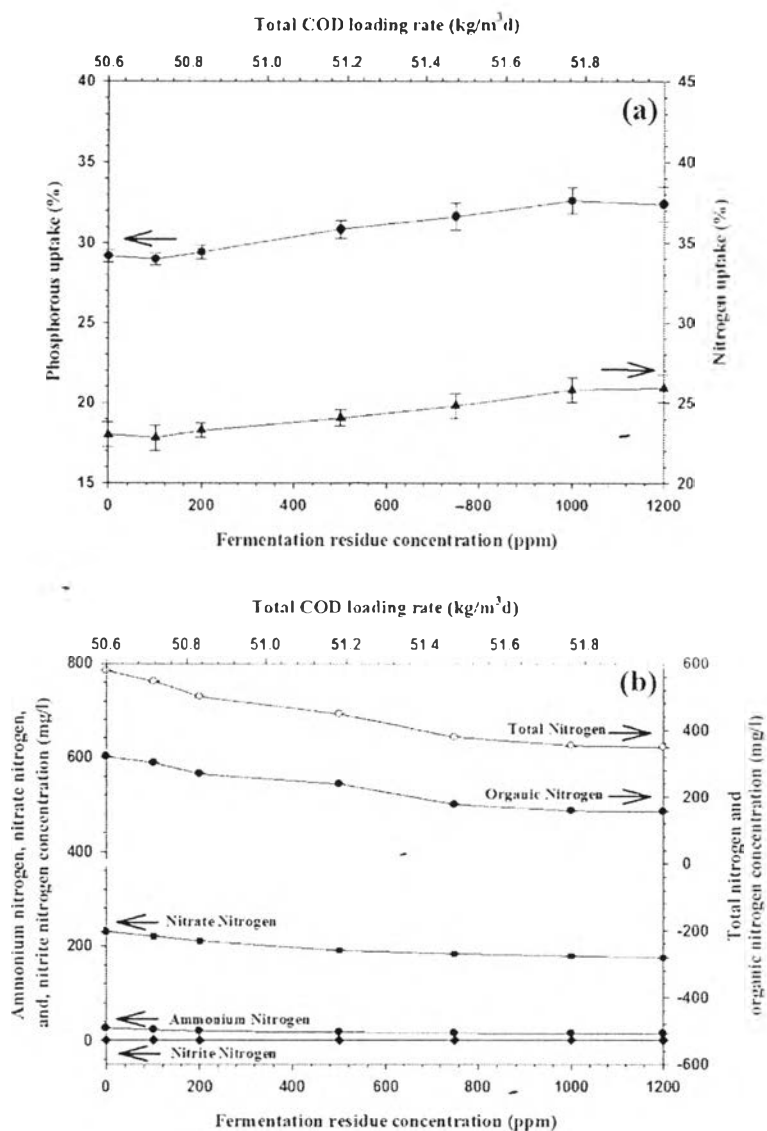 Total COD loading rate (kg/m³d)
50.6 50.8 51.0 51.2 51.4 51.6 51.8
(a)
Phosphorous uptake (%)
40
35
30
25
20
15
Nitrogen uptake (%)
45
40
35
30
25
20
0 200 400 600 800 1000 1200
Fermentation residue concentration (ppm)
Total COD loading rate (kg/m³d)
50.6 50.8 51.0 51.2 51.4 51.6 51.8
(b)
Ammonium nitrogen, nitrate nitrogen,
and, nitrite nitrogen concentration (mg/l)
800
600
400
200
0
Total Nitrogen
Organic Nitrogen
Nitrate Nitrogen
Ammonium Nitrogen
Nitrite Nitrogen
Total nitrogen and
organic nitrogen concentration (mg/l)
600
400
200
0
-200
-400
-600
0 200 400 600 800 1000 1200
Fermentation residue concentration (ppm)